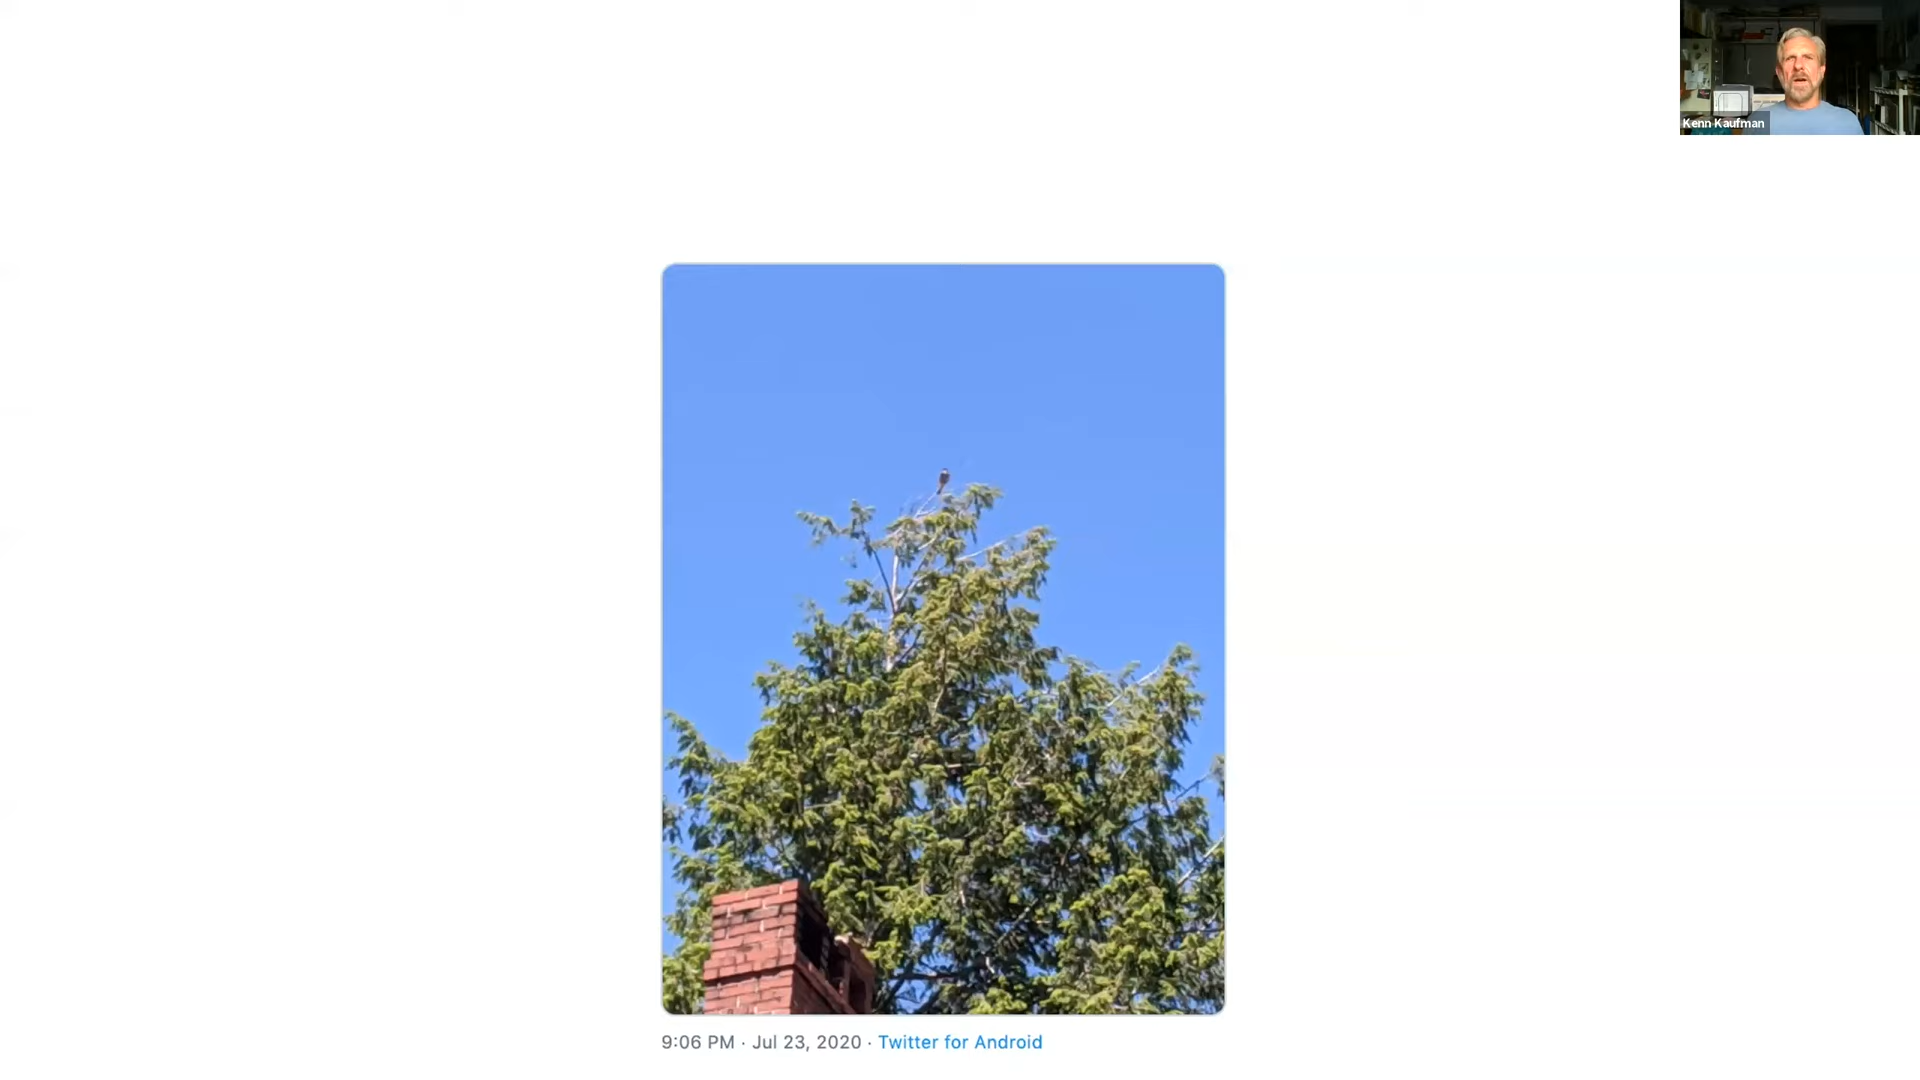 Kenn Kaufman
9:06 PM · Jul 23, 2020 · Twitter for Android